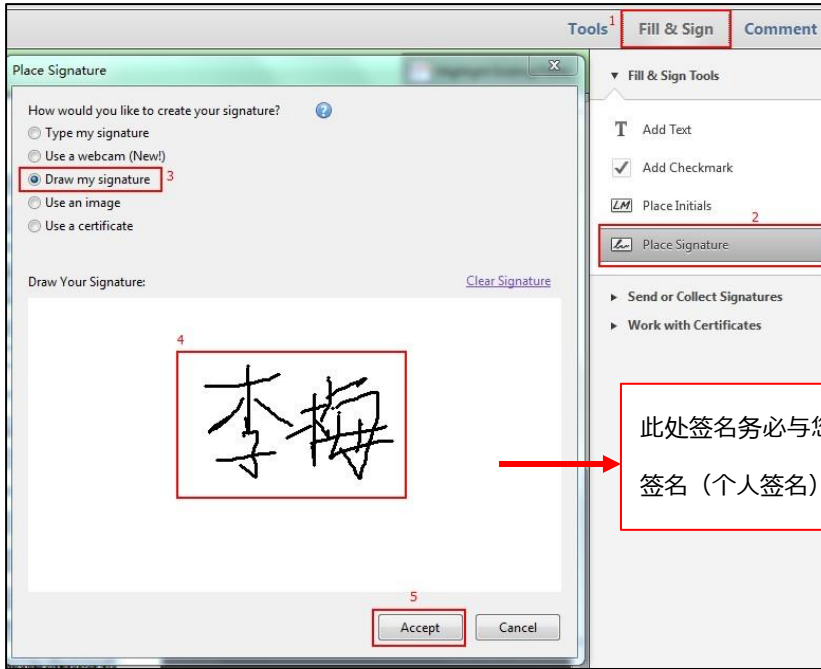 Tools 1 Fill & Sign Comment
Place Signature
How would you like to create your signature?
Type my signature
Use a webcam (New!)
Draw my signature 3
Use an image
Use a certificate
Draw Your Signature:
Clear Signature
4
李梅
5
Accept
Cancel
Fill & Sign Tools
T Add Text
Add Checkmark
LM Place Initials
2
Place Signature
Send or Collect Signatures
Work with Certificates
此处签名务必与
签名（个人签名）